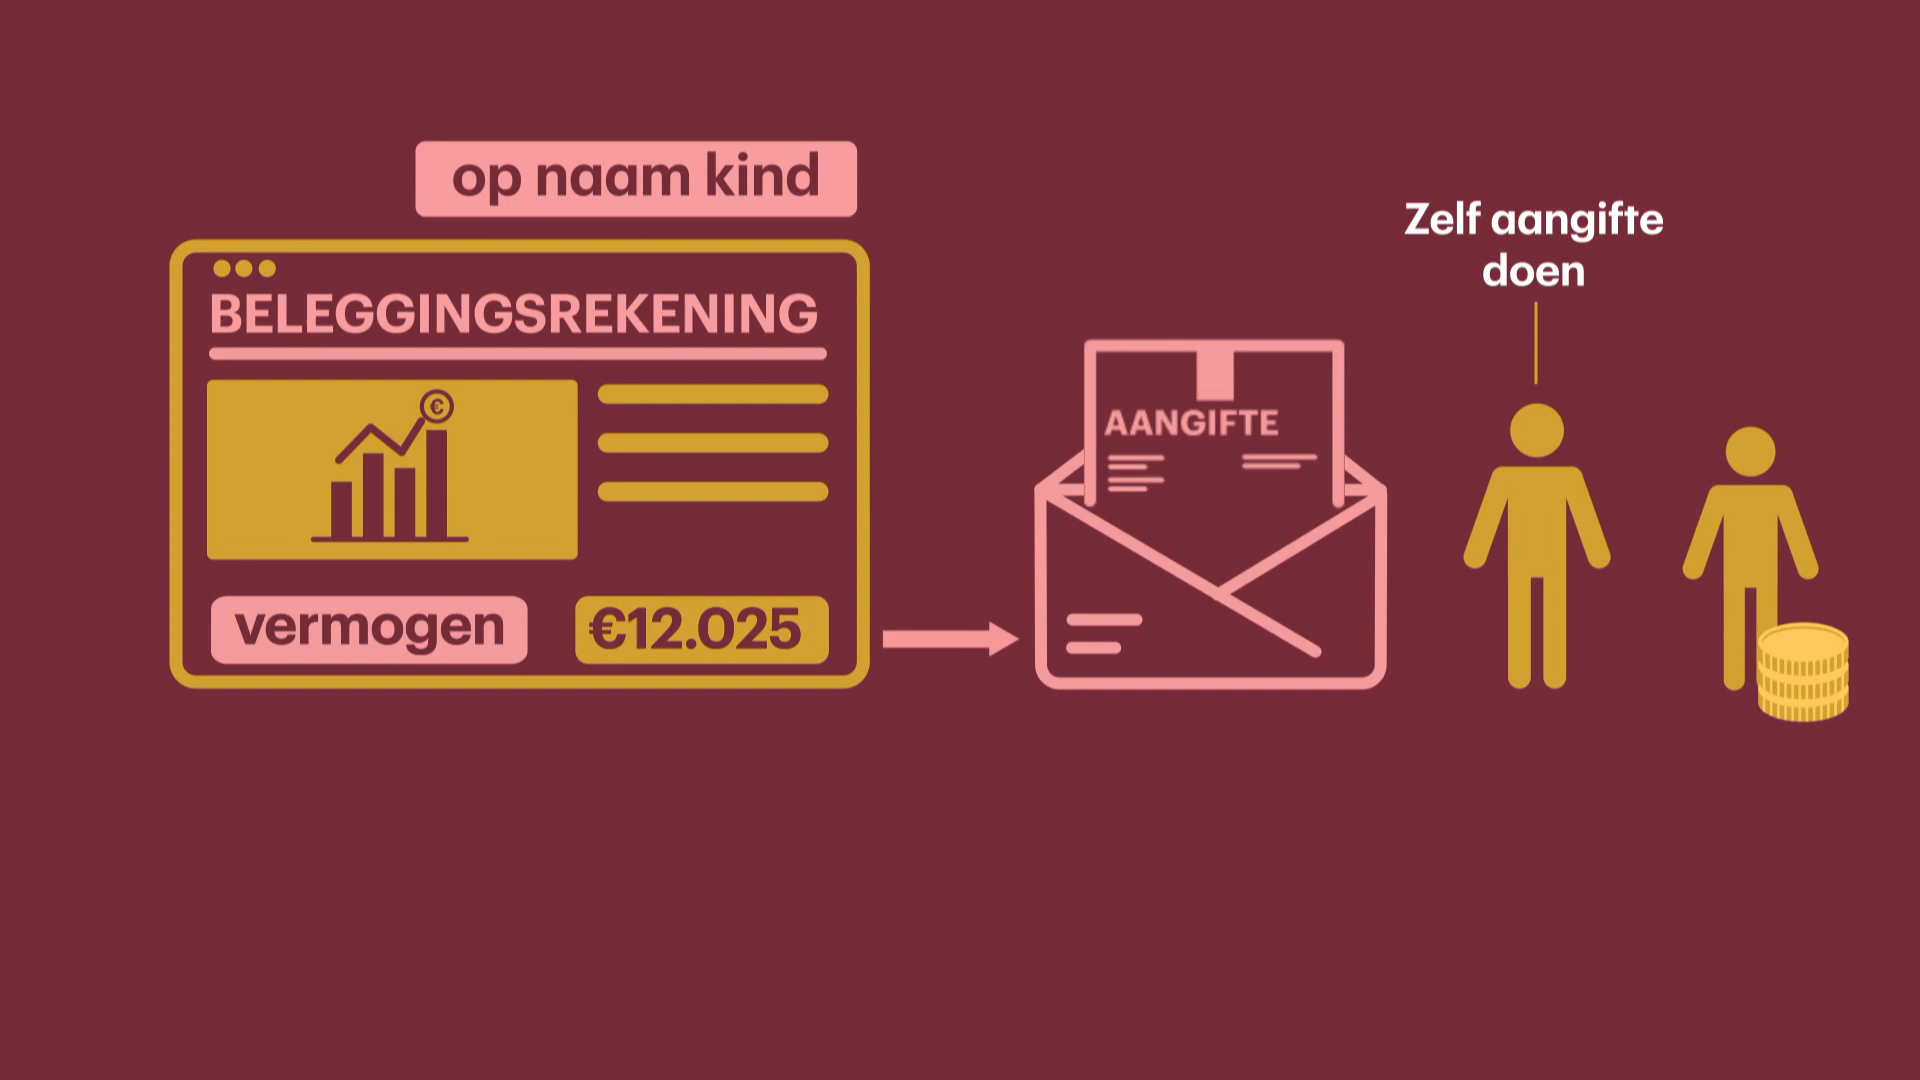 op naam kind
BELEGGINGSREKENING
€
vermogen
€12.025
AANGIFTE
Zelf aangifte
doen